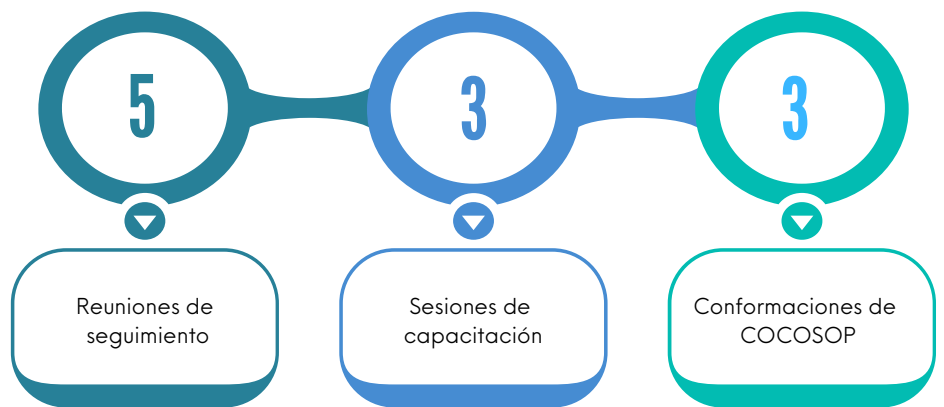 5
3
3
Reuniones de
seguimiento
Sesiones de
capacitación
Conformaciones de
COCOSOP